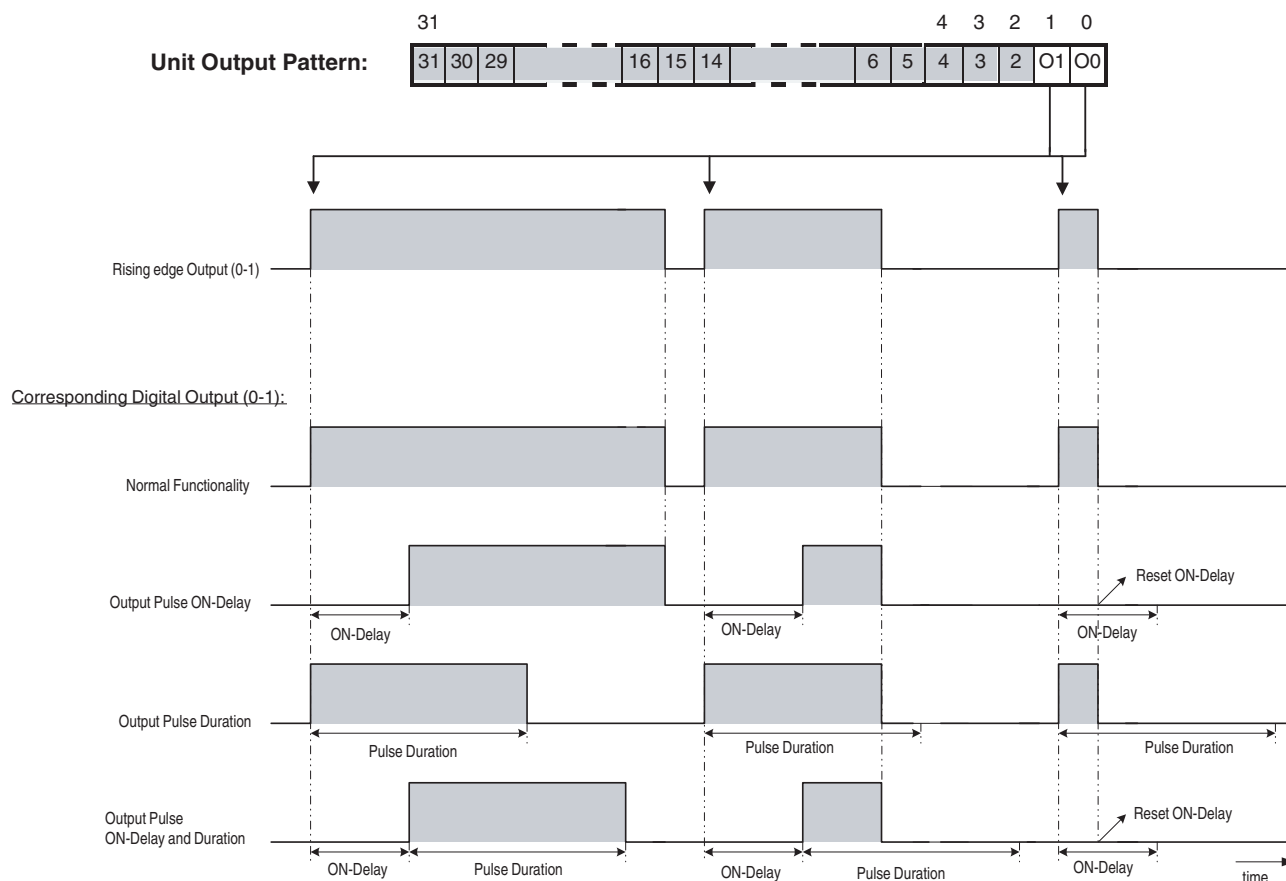 31 4 3 2 1 0
Unit Output Pattern: 31 30 29 16 15 14 6 5 4 3 2 O1 O0
Rising edge Output (0-1)
Corresponding Digital Output (0-1):
Normal Functionality
Output Pulse ON-Delay
Reset ON-Delay
ON-Delay ON-Delay ON-Delay
Output Pulse Duration
Pulse Duration Pulse Duration Pulse Duration
Output Pulse
ON-Delay and Duration
Reset ON-Delay
ON-Delay Pulse Duration ON-Delay Pulse Duration ON-Delay
time